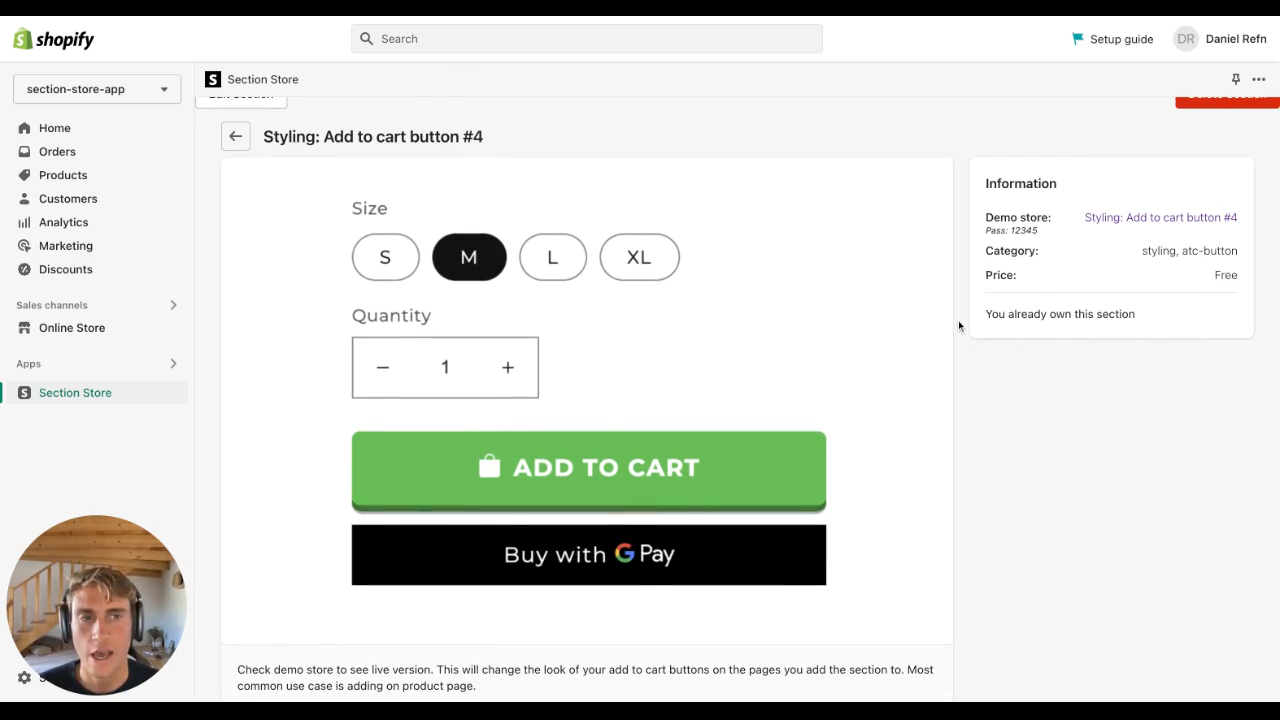 shopify
Search
Setup guide
DR
Daniel Refn
section-store-app
S
Section Store
Home
Orders
Products
Customers
Analytics
Marketing
Discounts
Sales channels
Online Store
Apps
S
Section Store
Styling: Add to cart button #4
Size
S
M
L
XL
Quantity
− 1 +
ADD TO CART
Buy with G Pay
Check demo store to see live version. This will change the look of your add to cart buttons on the pages you add the section to. Most
common use case is adding on product page.
Information
Demo store: Styling: Add to cart button #4
Pass: 12345
Category: styling, atc-button
Price: Free
You already own this section